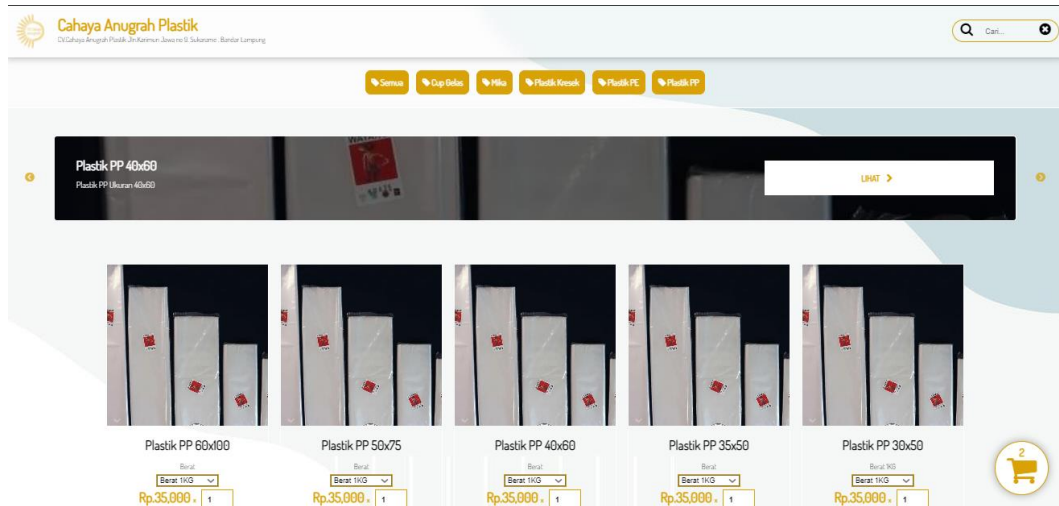 Cahaya Anugrah Plastik
CV.Cahaya Anugrah Plastik Jln.Karimun Jawa no 9, Sukarame , Bandar Lampung
Cari...
Semua
Cup Gelas
Mika
Plastik Kresek
Plastik PE
Plastik PP
Plastik PP 40x60
Plastik PP Ukuran 40x60
LIHAT
Plastik PP 60x100
Berat
Berat 1KG
Rp.35,000 x 1
Plastik PP 50x75
Berat
Berat 1KG
Rp.35,000 x 1
Plastik PP 40x60
Berat
Berat 1KG
Rp.35,000 x 1
Plastik PP 35x50
Berat
Berat 1KG
Rp.35,000 x 1
Plastik PP 30x50
Berat 1KG
Berat 1KG
Rp.35,000 x 1
2